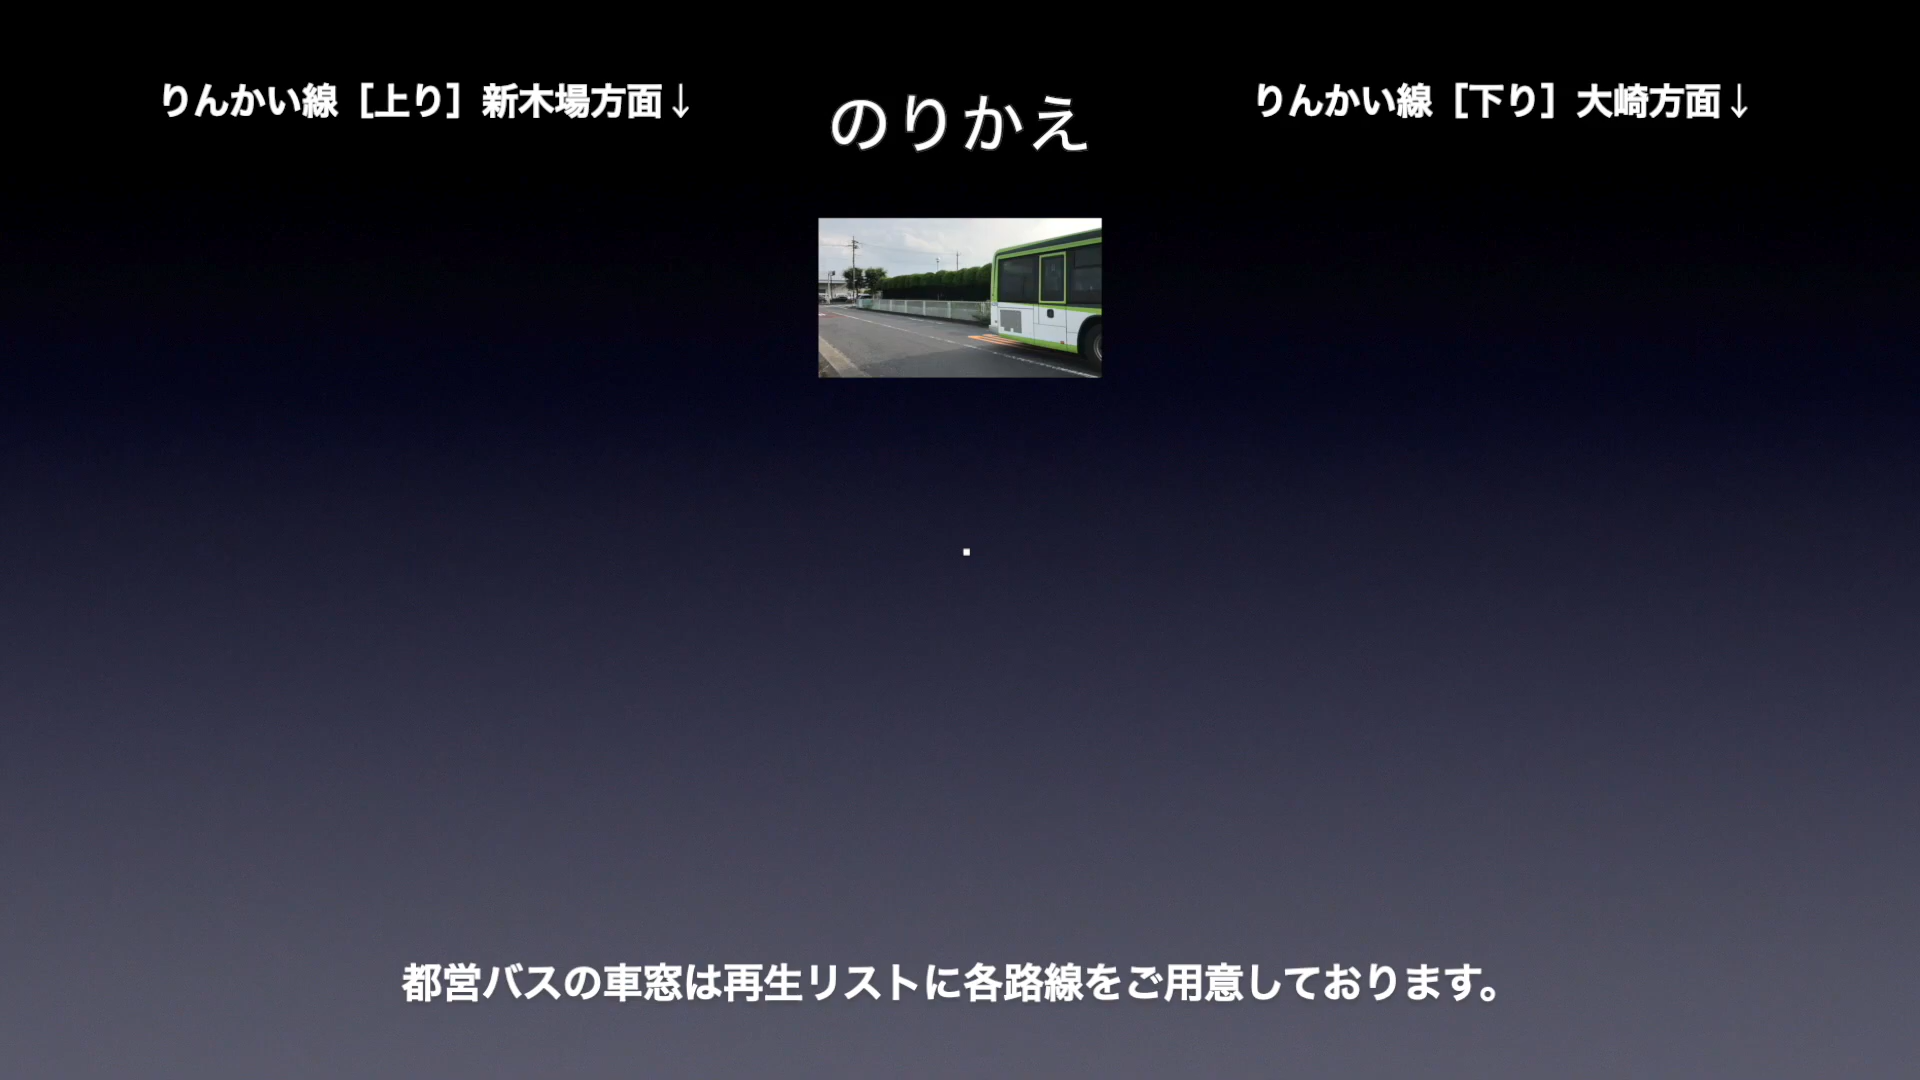 りんかい線［上り］新木場方面↓
のりかえ
りんかい線［下り］大崎方面↓
都営バスの車窓は再生リストに各路線をご用意しております。